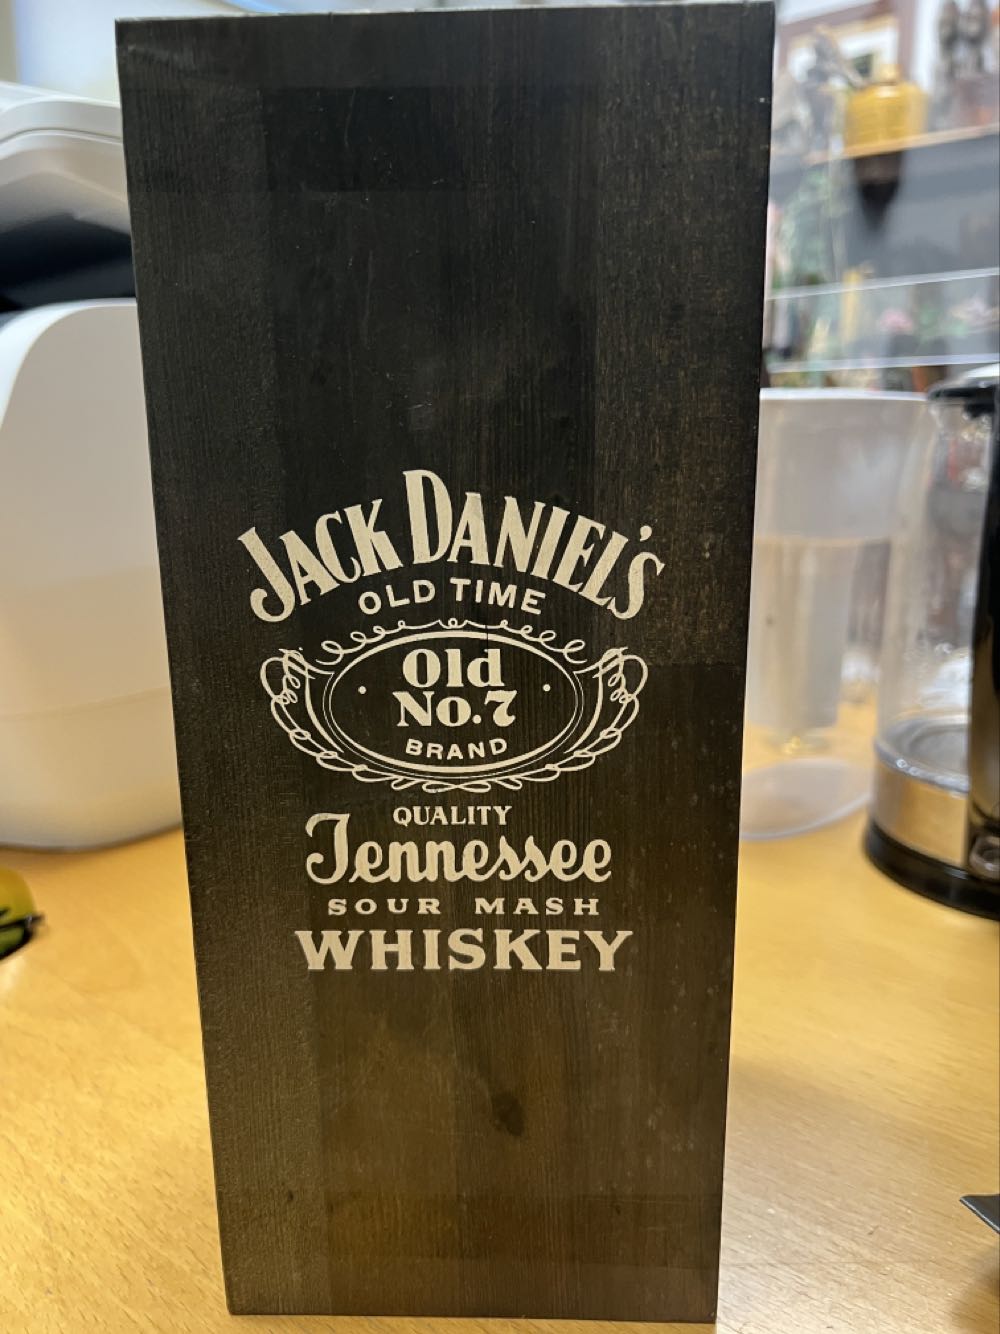 JACK DANIEL'S
OLD TIME
Old
No.7
BRAND
QUALITY
Tennessee
SOUR MASH
WHISKEY